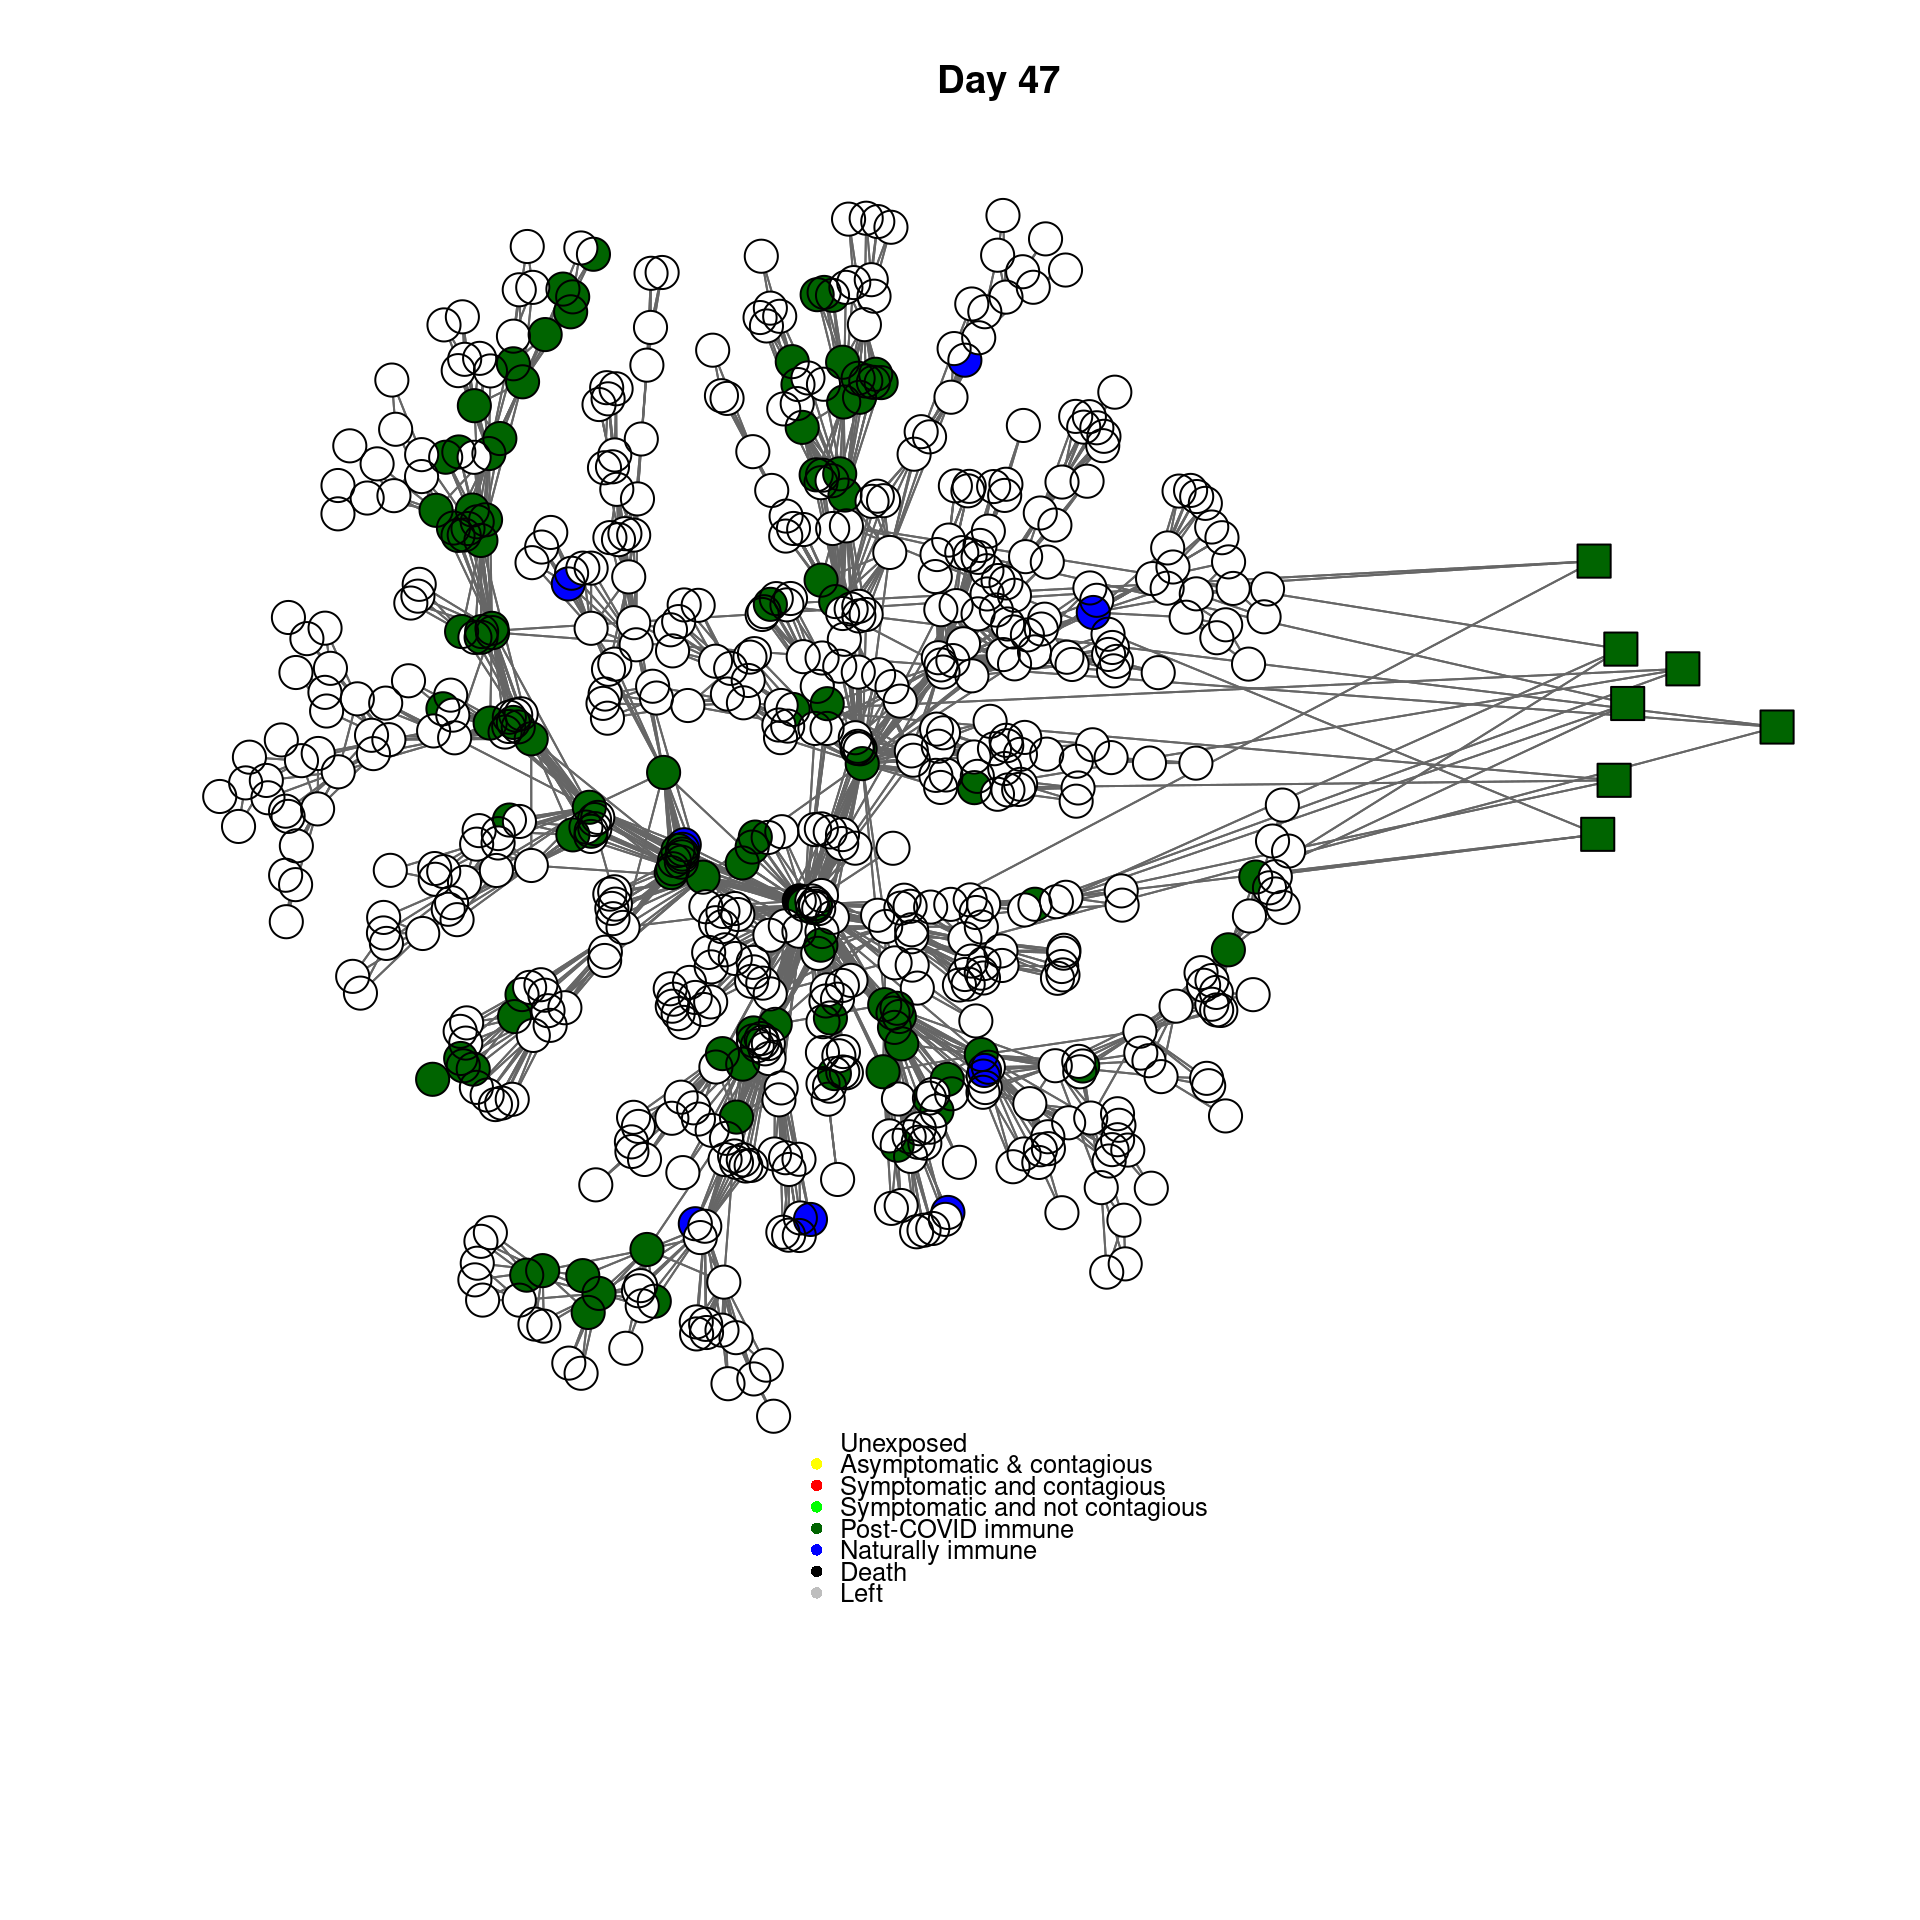 Day 47
Unexposed
Asymptomatic & contagious
Symptomatic and contagious
Symptomatic and not contagious
Post-COVID immune
Naturally immune
Death
Left